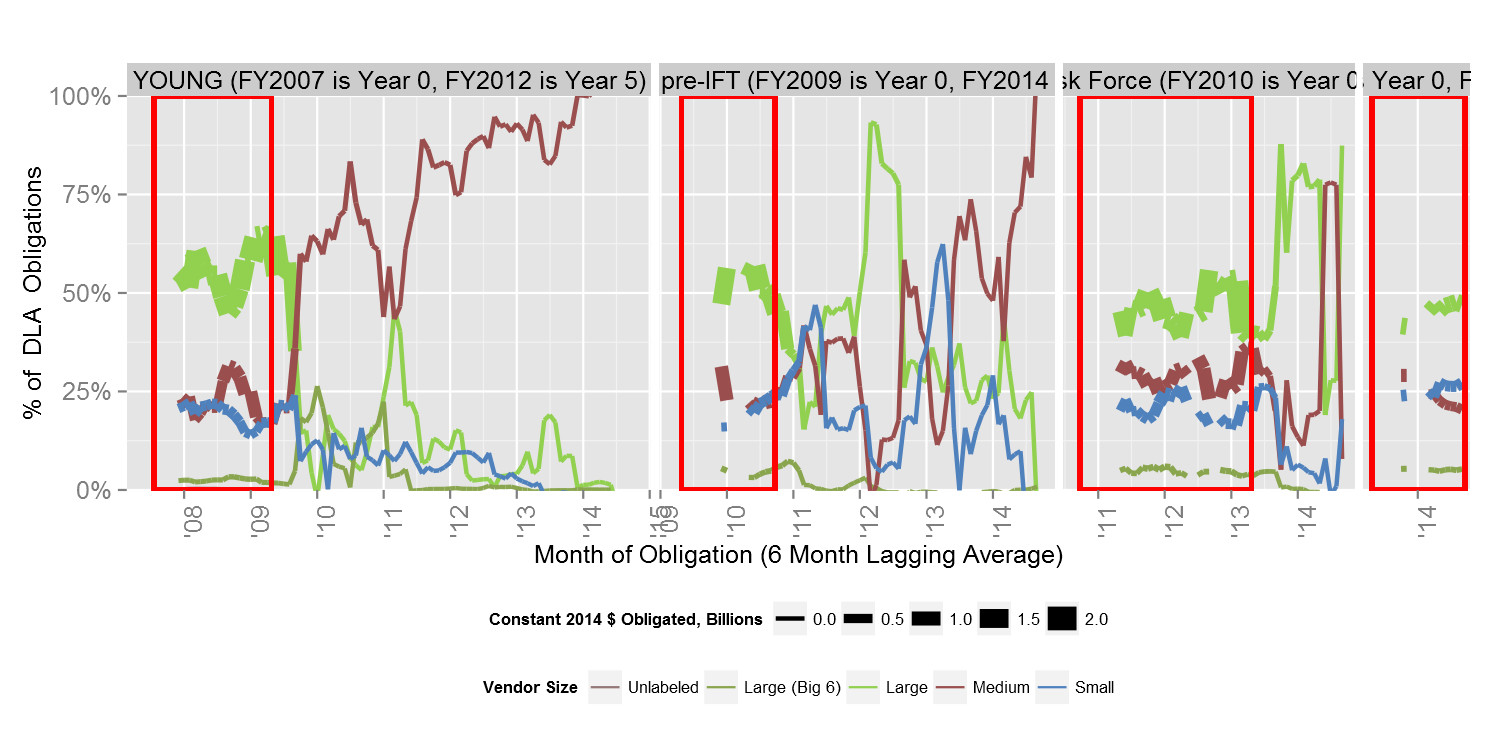 YOUNG (FY2007 is Year 0, FY2012 is Year 5)
pre-IFT (FY2009 is Year 0, FY2014
sk Force (FY2010 is Year 0
Year 0, F
100%
75%
50%
25%
0%
% of DLA Obligations
'08 '09 '10 '11 '12 '13 '14 '15
'09 '10 '11 '12 '13 '14
'11 '12 '13 '14
'14
Month of Obligation (6 Month Lagging Average)
Constant 2014 $ Obligated, Billions 0.0 0.5 1.0 1.5 2.0
Vendor Size Unlabeled Large (Big 6) Large Medium Small